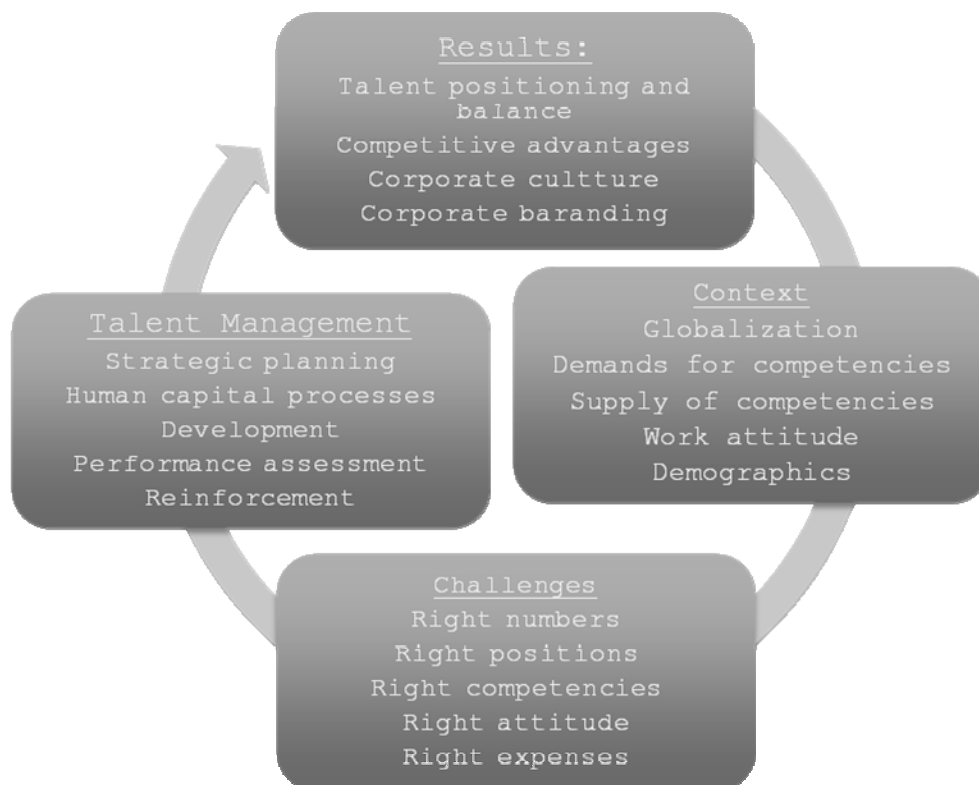 Results:
Talent positioning and
balance
Competitive advantages
Corporate cultture
Corporate baranding
Context
Globalization
Demands for competencies
Supply of competencies
Work attitude
Demographics
Challenges
Right numbers
Right positions
Right competencies
Right attitude
Right expenses
Talent Management
Strategic planning
Human capital processes
Development
Performance assessment
Reinforcement